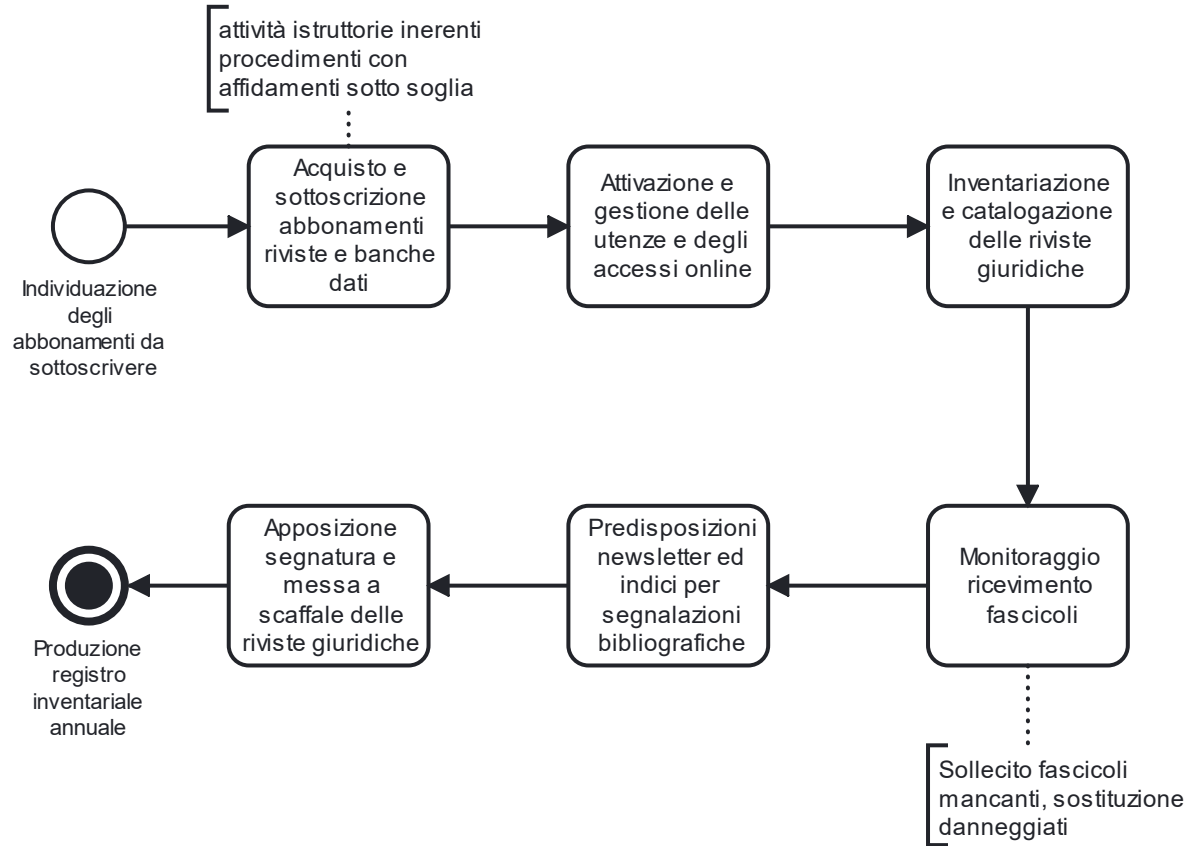 attività istruttorie inerenti
procedimenti con
affidamenti sotto soglia
Individuazione
degli
abbonamenti da
sottoscrivere
Acquisto e
sottoscrizione
abbonamenti
riviste e banche
dati
Attivazione e
gestione delle
utenze e degli
accessi online
Inventariazione
e catalogazione
delle riviste
giuridiche
Monitoraggio
ricevimento
fascicoli
Sollecito fascicoli
mancanti, sostituzione
danneggiati
Predisposizioni
newsletter ed
indici per
segnalazioni
bibliografiche
Apposizione
segnatura e
messa a
scaffale delle
riviste giuridiche
Produzione
registro
inventariale
annuale